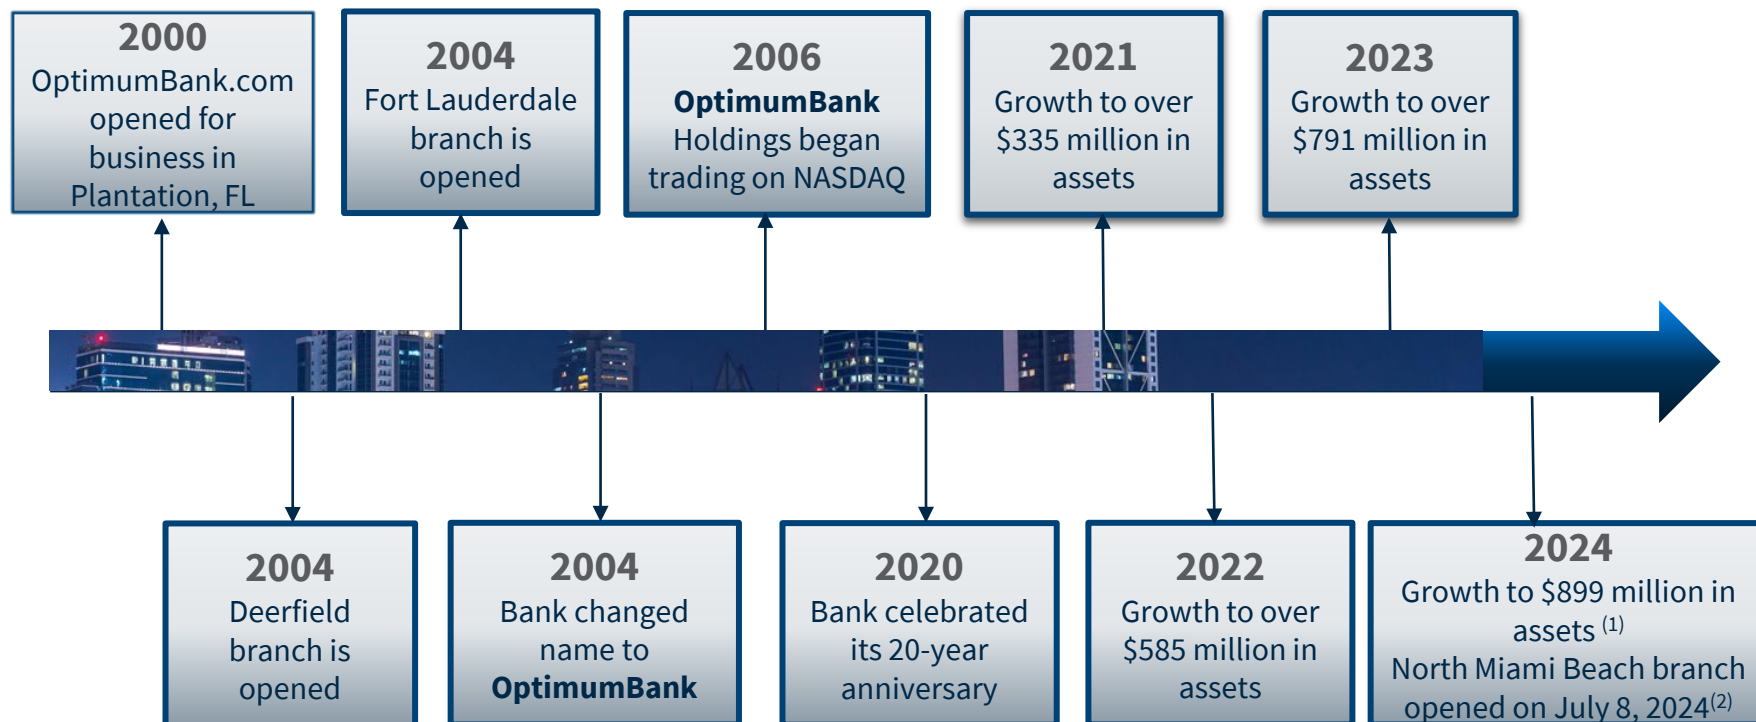 2000
OptimumBank.com
opened for
business in
Plantation, FL
2004
Fort Lauderdale
branch is
opened
2006
OptimumBank
Holdings began
trading on NASDAQ
2021
Growth to over
$335 million in
assets
2023
Growth to over
$791 million in
assets
2004
Deerfield
branch is
opened
2004
Bank changed
name to
OptimumBank
2020
Bank celebrated
its 20-year
anniversary
2022
Growth to over
$585 million in
assets
2024
Growth to $899 million in
assets (1)
North Miami Beach branch
opened on July 8, 2024(2)